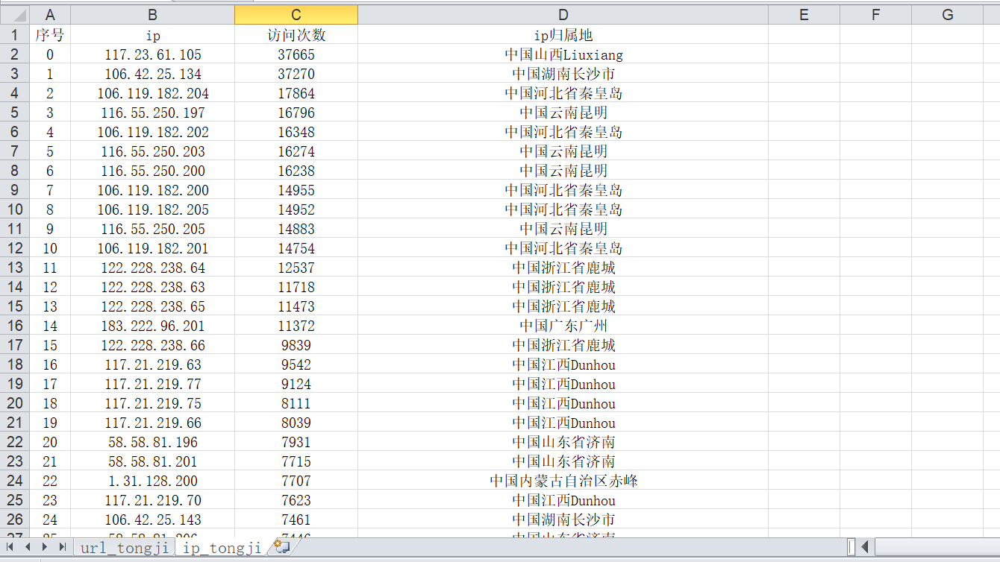 A B C D E F G
1 序号 ip 访问次数 ip归属地
2 0 117.23.61.105 37665 中国山西Liuxiang
3 1 106.42.25.134 37270 中国湖南长沙市
4 2 106.119.182.204 17864 中国河北省秦皇岛
5 3 116.55.250.197 16796 中国云南昆明
6 4 106.119.182.202 16348 中国河北省秦皇岛
7 5 116.55.250.203 16274 中国云南昆明
8 6 116.55.250.200 16238 中国云南昆明
9 7 106.119.182.200 14955 中国河北省秦皇岛
10 8 106.119.182.205 14952 中国河北省秦皇岛
11 9 116.55.250.205 14883 中国云南昆明
12 10 106.119.182.201 14754 中国河北省秦皇岛
13 11 122.228.238.64 12537 中国浙江省鹿城
14 12 122.228.238.63 11718 中国浙江省鹿城
15 13 122.228.238.65 11473 中国浙江省鹿城
16 14 183.222.96.201 11372 中国广东广州
17 15 122.228.238.66 9839 中国浙江省鹿城
18 16 117.21.219.63 9542 中国江西Dunhou
19 17 117.21.219.77 9124 中国江西Dunhou
20 18 117.21.219.75 8111 中国江西Dunhou
21 19 117.21.219.66 8039 中国江西Dunhou
22 20 58.58.81.196 7931 中国山东省济南
23 21 58.58.81.201 7715 中国山东省济南
24 22 1.31.128.200 7707 中国内蒙古自治区赤峰
25 23 117.21.219.70 7623 中国江西Dunhou
26 24 106.42.25.143 7461 中国湖南长沙市
url_tongji ip_tongji